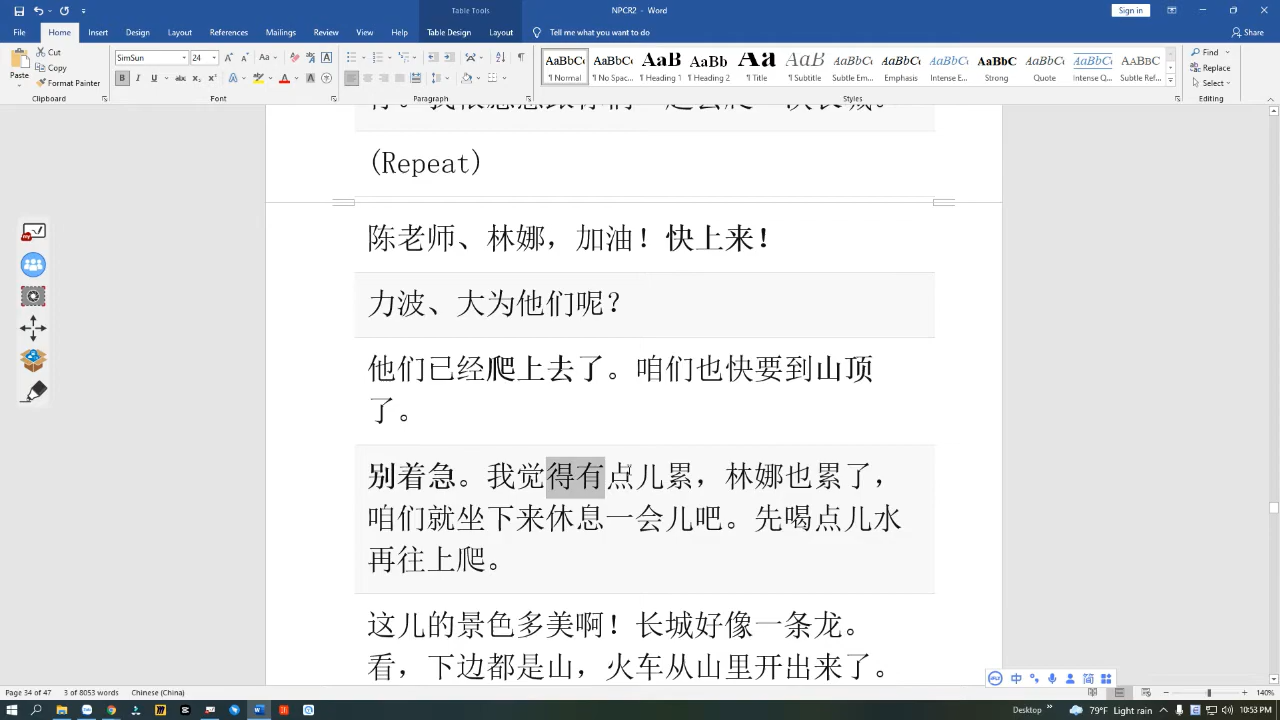 Table Tools
NPCR2 - Word
Sign in
File Home Insert Design Layout References Mailings Review View Help Table Design Layout Tell me what you want to do Share
Paste
Cut
Copy
Format Painter
Clipboard
SimSun 24
Font
Paragraph
AaBbCc ¶ Normal
¶ No Spac...
AaB ¶ Heading 1
AaBb ¶ Heading 2
Aa ¶ Title
AaB ¶ Subtitle
Subtle Em...
Emphasis
Intense E...
Strong
Quote
Intense Q...
Subtle Ref...
Styles
Find
Replace
Select
Editing
(Repeat)
陈老师、林娜，加油！快上来！
力波、大为他们呢？
他们已经爬上去了。咱们也快要到山顶
了。
别着急。我觉得有点儿累，林娜也累了，
咱们就坐下来休息一会儿吧。先喝点儿水
再往上爬。
这儿的景色多美啊！长城好像一条龙。
看，下边都是山，火车从山里开出来了。
中 简
Page 34 of 47 3 of 8053 words Chinese (China)
140%
Desktop 79°F Light rain 10:53 PM